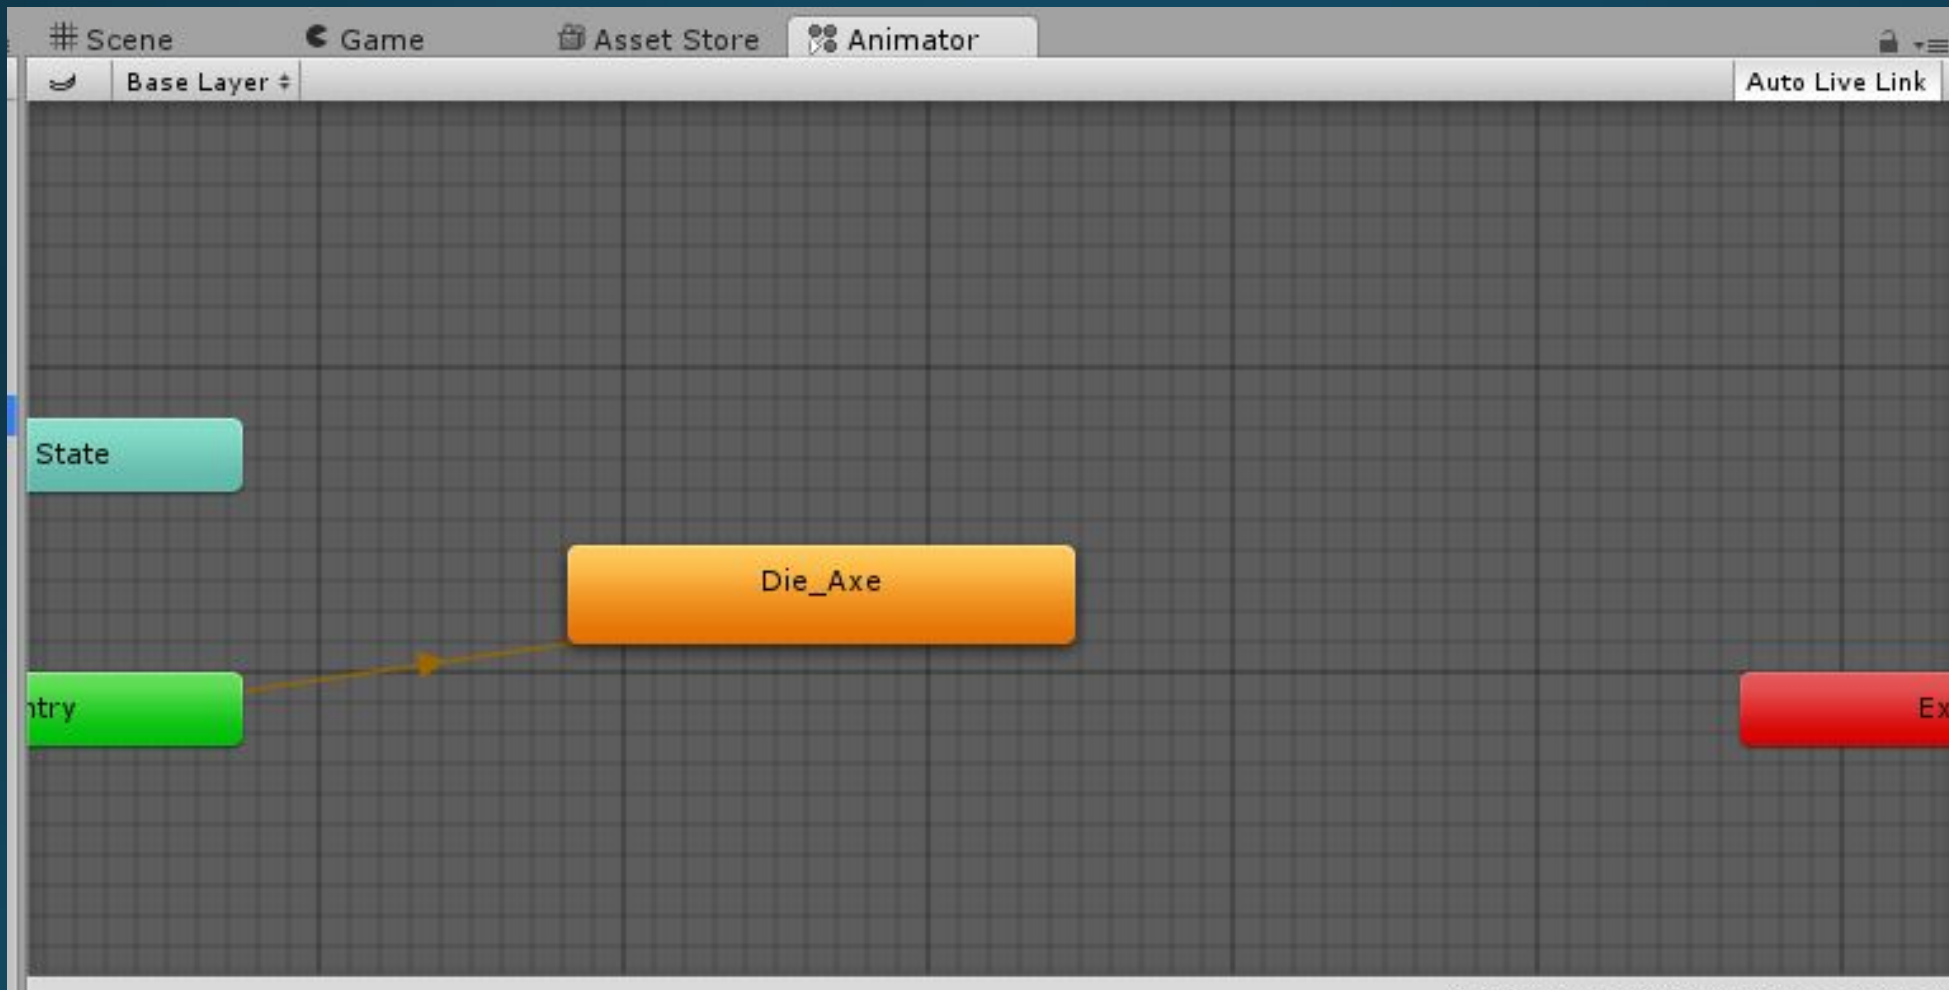 Scene
Game
Asset Store
Animator
Base Layer
Auto Live Link
State
Die_Axe
ntry
Ex